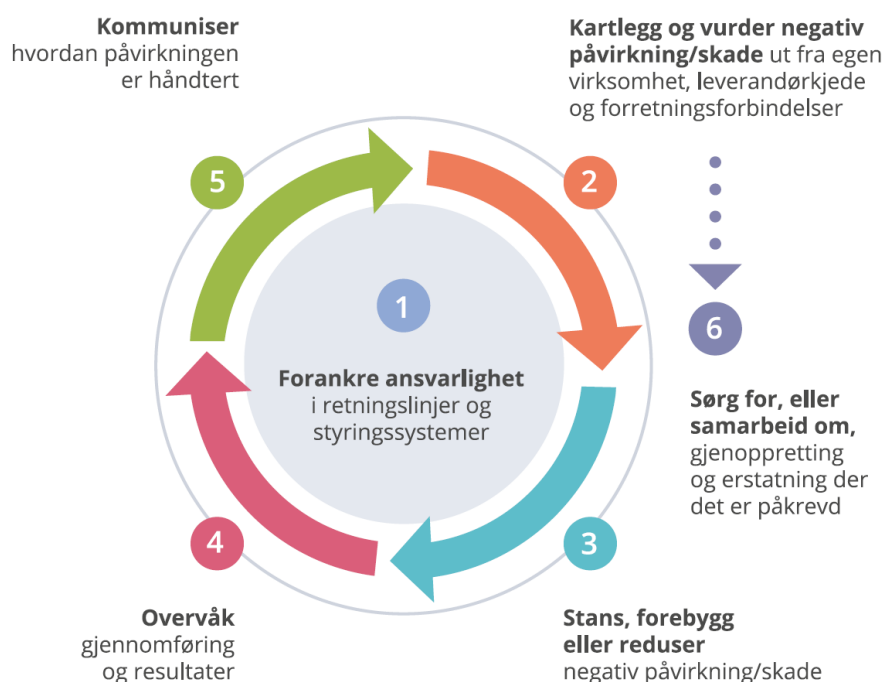 Kommuniser
hvordan påvirkningen
er håndtert
Kartlegg og vurder negativ
påvirkning/skade ut fra egen
virksomhet, leverandørkjede
og forretningsforbindelser
5
2
1
Forankre ansvarlighet
i retningslinjer og
styringssystemer
6
Sørg for, eller
samarbeid om,
gjenoppretting
og erstatning der
det er påkrevd
4
3
Overvåk
gjennomføring
og resultater
Stans, forebygg
eller reduser
negativ påvirkning/skade